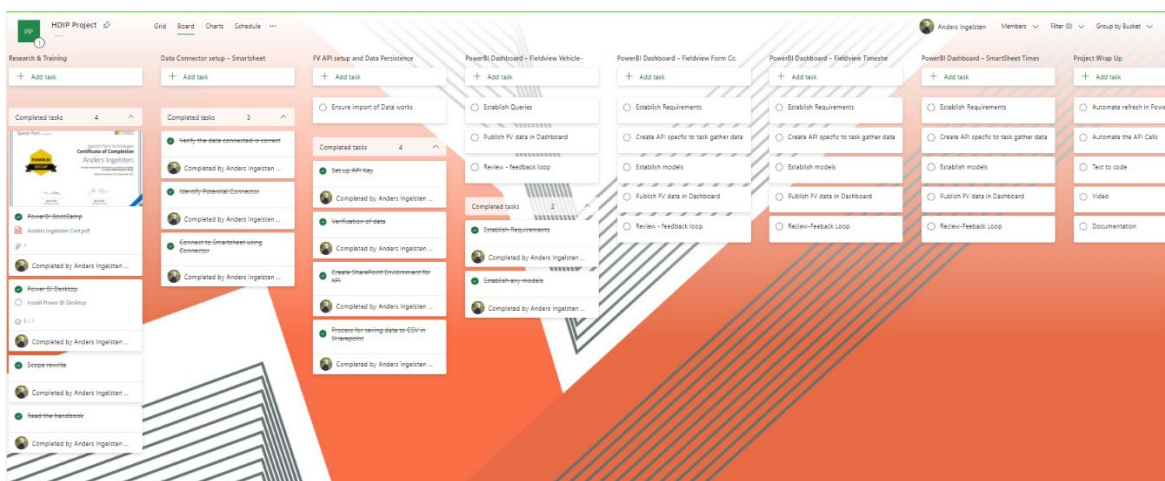 PP
HDIP Project
Grid Board Charts Schedule ...
Anders Ingelsten
Members
Filter (0)
Group by Bucket
Research & Training
+ Add task
Completed tasks 4
Spanish Point Technologies
Certificate of Completion
Anders Ingelsten
PowerBI BootCamp
Anders Ingelsten Cert.pdf
1
Completed by Anders Ingelsten ...
Power BI Desktop
Install Power BI Desktop
0 / 1
Completed by Anders Ingelsten ...
Scope rewrite
Completed by Anders Ingelsten ...
Read the handbook
Completed by Anders Ingelsten ...
Data Connector setup – Smartsheet
+ Add task
Completed tasks 3
Verify the data connected is correct
Completed by Anders Ingelsten ...
Identify Potential Connector
Completed by Anders Ingelsten ...
Connect to Smartsheet using
Connector
Completed by Anders Ingelsten ...
FV API setup and Data Persistence
+ Add task
Ensure import of Data works
Completed tasks 4
Set up API Key
Completed by Anders Ingelsten ...
Verification of data
Completed by Anders Ingelsten ...
Create SharePoint Enviornment for
Completed by Anders Ingelsten ...
Process for saving data to CSV in
SHarepoint
Completed by Anders Ingelsten ...
PowerBI Dashboard – Fieldview Vehicle-
+ Add task
Establish Queries
Publish FV data in Dashboard
Review - feedback loop
Completed tasks 2
Establish Requirements
Completed by Anders Ingelsten ...
Establish any models
Completed by Anders Ingelsten ...
PowerBI Dashboard – Fieldview Form Co
+ Add task
Establish Requirements
Create API specfic to task gather data
Establish models
Publish FV data in Dashboard
Review - feedback loop
PowerBI Dashboard – Fieldview Timeshe
+ Add task
Establish Requirements
Create API specfic to task gather data
Establish models
Publish FV data in Dashboard
Reciew-Feeback Loop
PowerBI Dashboard – SmartSheet Times
+ Add task
Establish Requirements
Create API specfic to task gather data
Establish models
Publish FV data in Dashboard
Reciew-Feeback Loop
Project Wrap Up
+ Add task
Automate refresh in Powe
Automate the API Calls
Text to code
Video
Documentation